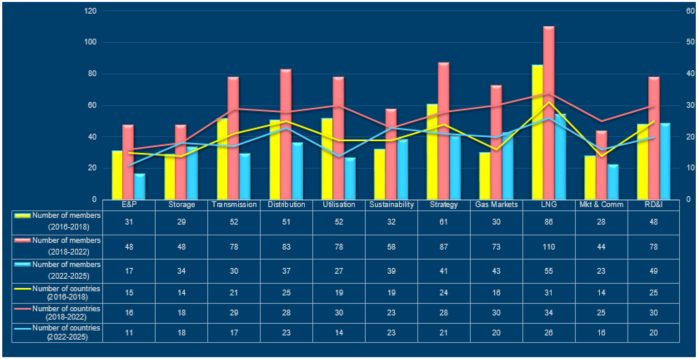 120
100
80
60
40
20
0
60
50
40
30
20
10
0
E&P Storage Transmission Distribution Utilisation Sustainability Strategy Gas Markets LNG Mkt & Comm RD&I
Number of members
(2016-2018) 31 29 52 51 52 32 61 30 86 28 48
Number of members
(2018-2022) 48 48 78 83 78 58 87 73 110 44 78
Number of members
(2022-2025) 17 34 30 37 27 39 41 43 55 23 49
Number of countries
(2016-2018) 15 14 21 25 19 19 24 16 31 14 25
Number of countries
(2018-2022) 16 18 29 28 30 23 28 30 34 25 30
Number of countries
(2022-2025) 11 18 17 23 14 23 21 20 26 16 20